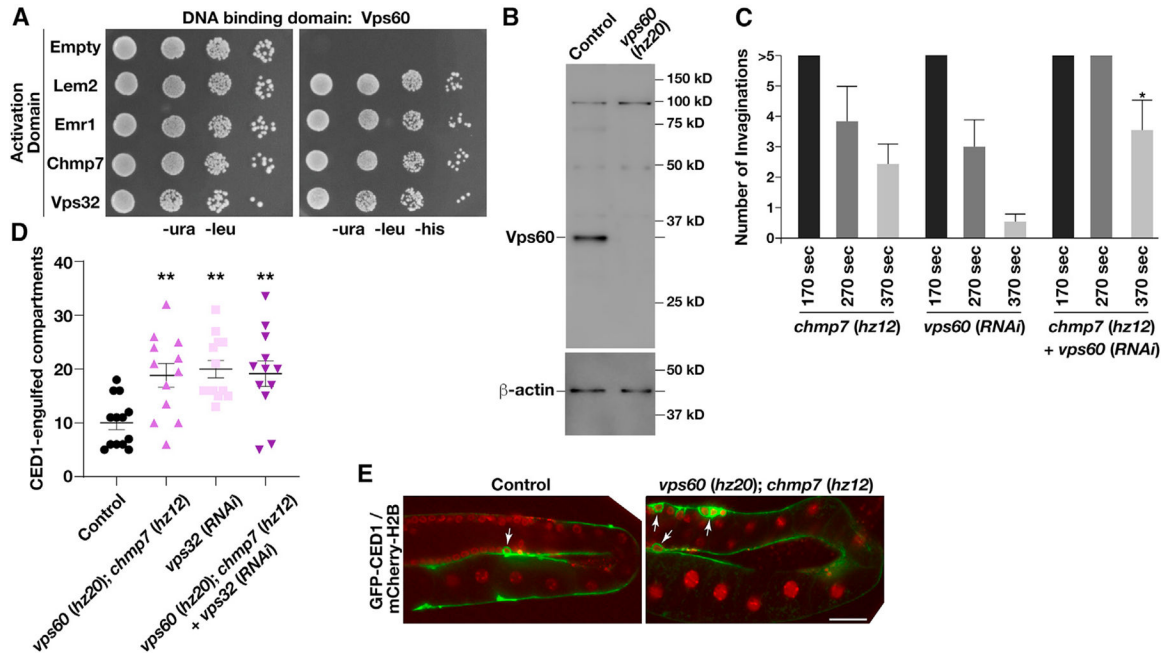 A
DNA binding domain: Vps60
Activation
Domain
Empty
Lem2
Emr1
Chmp7
Vps32
-ura -leu
-ura -leu -his
B
Control
vps60
(hz20)
150 kD
100 kD
75 kD
50 kD
37 kD
Vps60
25 kD
β-actin
50 kD
37 kD
C
Number of Invaginations
>5
5
4
3
2
1
0
*
170 sec
270 sec
370 sec
170 sec
270 sec
370 sec
170 sec
270 sec
370 sec
chmp7 (hz12)
vps60 (RNAi)
chmp7 (hz12)
+ vps60 (RNAi)
D
CED1-engulfed compartments
40
30
20
10
0
** ** **
Control
vps60 (hz20); chmp7 (hz12)
vps32 (RNAi)
vps60 (hz20); chmp7 (hz12)
+ vps32 (RNAi)
E
Control
vps60 (hz20); chmp7 (hz12)
GFP-CED1 /
mCherry-H2B